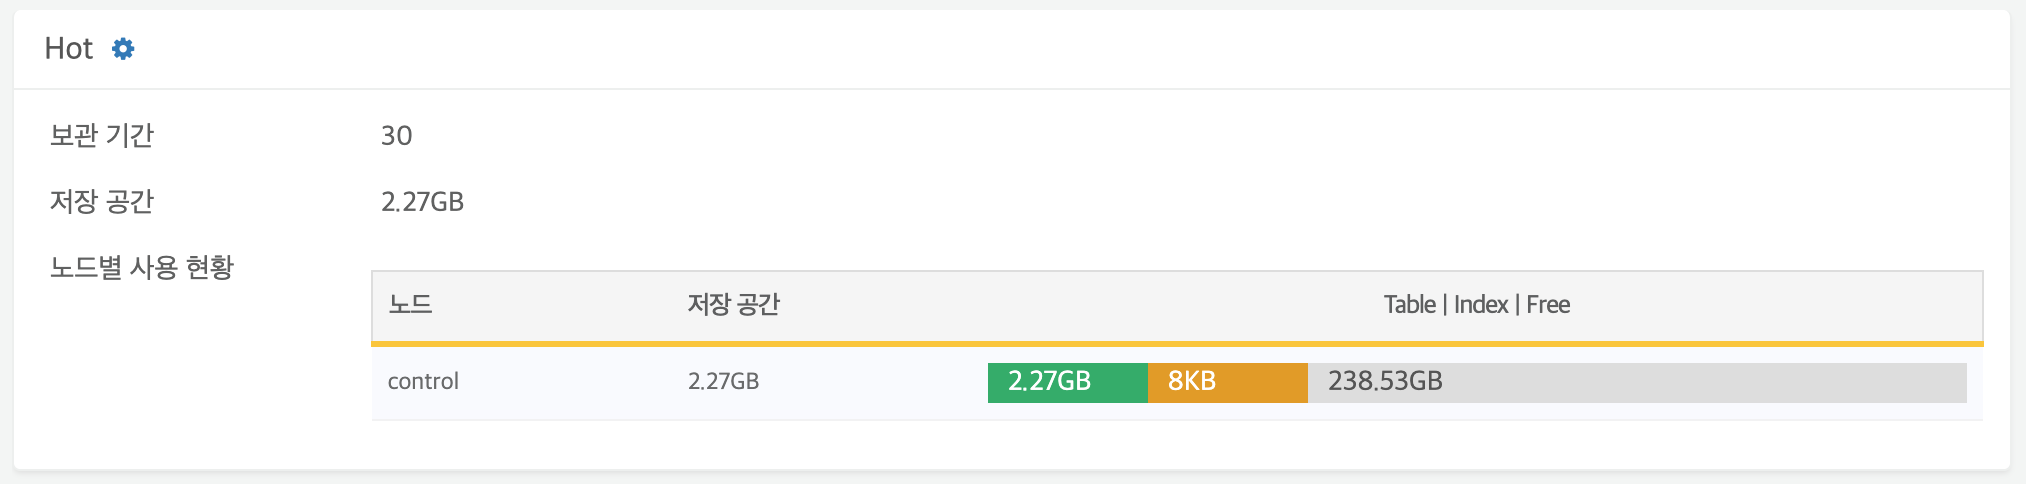 Hot
보관 기간 30
저장 공간 2.27GB
노드별 사용 현황
노드 저장 공간 Table | Index | Free
control 2.27GB 2.27GB 8KB 238.53GB